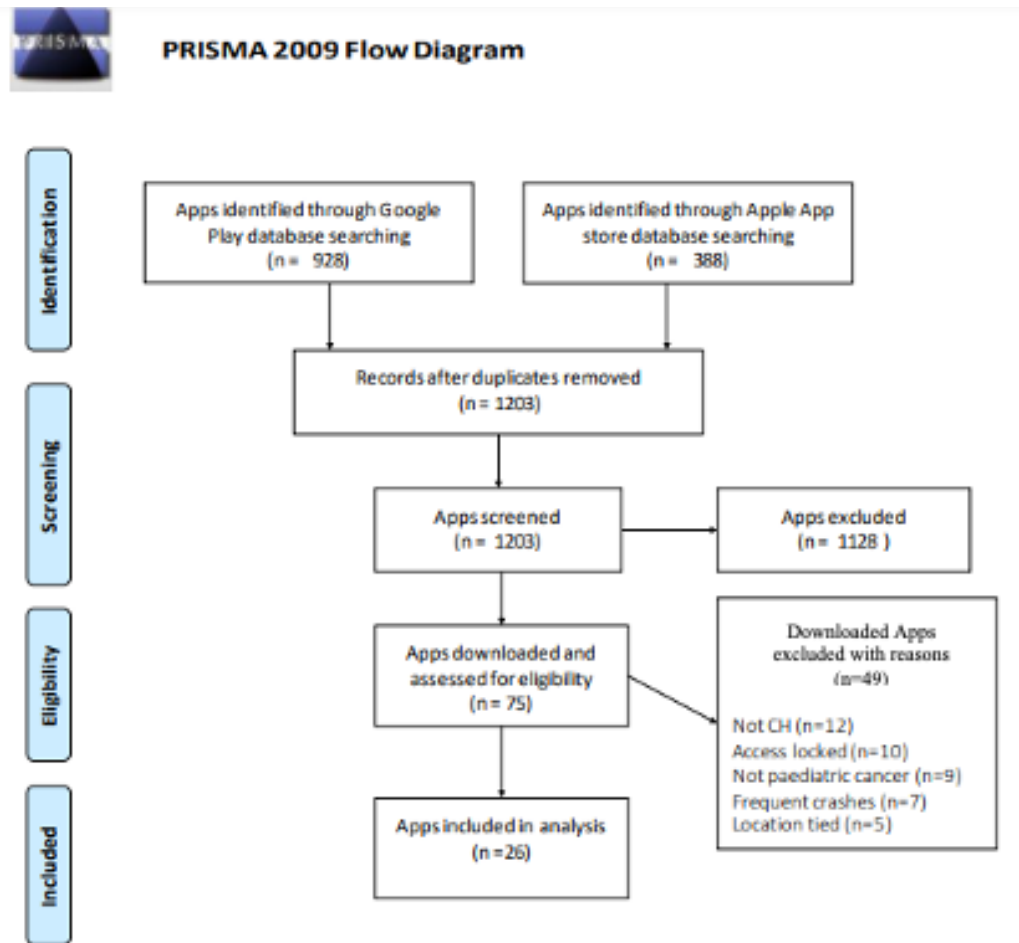 PRISMA
PRISMA 2009 Flow Diagram
Identification
Apps identified through Google
Play database searching
(n = 928)
Apps identified through Apple App
store database searching
(n = 388)
Records after duplicates removed
(n = 1203)
Screening
Apps screened
(n = 1203)
Apps excluded
(n = 1128 )
Eligibility
Apps downloaded and
assessed for eligibility
(n = 75)
Downloaded Apps
excluded with reasons
(n=49)
Not CH (n=12)
Access locked (n=10)
Not paediatric cancer (n=9)
Frequent crashes (n=7)
Location tied (n=5)
Included
Apps included in analysis
(n =26)